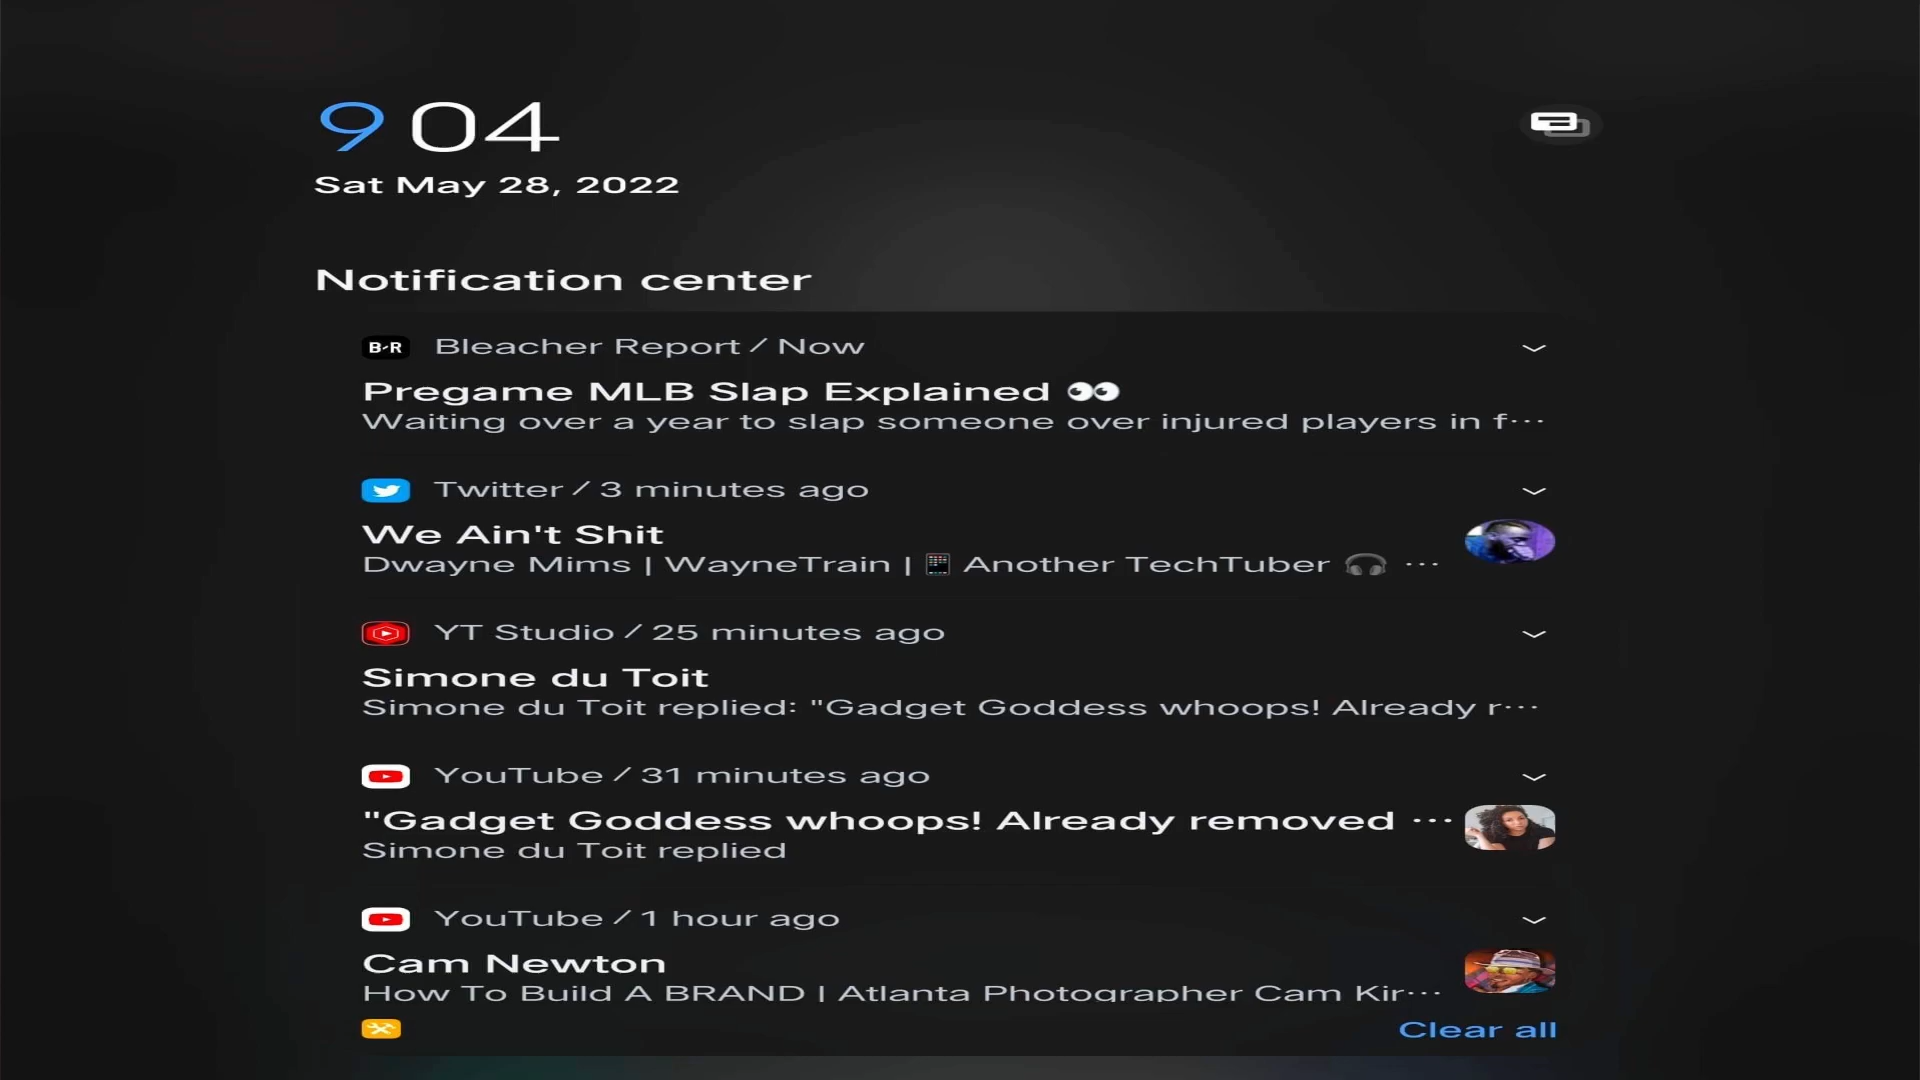 9 04
Sat May 28, 2022
Notification center
B/R Bleacher Report / Now
Pregame MLB Slap Explained 👀
Waiting over a year to slap someone over injured players in f···
Twitter / 3 minutes ago
We Ain't Shit
Dwayne Mims | WayneTrain | 📱 Another TechTuber 🎧 ···
YT Studio / 25 minutes ago
Simone du Toit
Simone du Toit replied: "Gadget Goddess whoops! Already r···
YouTube / 31 minutes ago
"Gadget Goddess whoops! Already removed ···
Simone du Toit replied
YouTube / 1 hour ago
Cam Newton
How To Build A BRAND | Atlanta Photographer Cam Kir···
Clear all